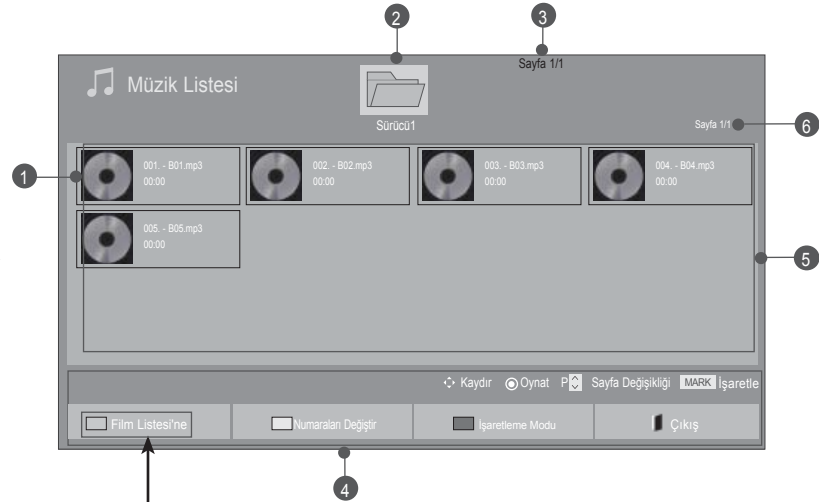 2
3
Sayfa 1/1
Müzik Listesi
Sürücü1
Sayfa 1/1
6
1
001. - B01.mp3
00:00
002. - B02.mp3
00:00
003. - B03.mp3
00:00
004. - B04.mp3
00:00
005. - B05.mp3
00:00
5
Kaydır Oynat P Sayfa Değişikliği MARK İşaretle
Film Listesi'ne Numaraları Değiştir İşaretleme Modu Çıkış
4